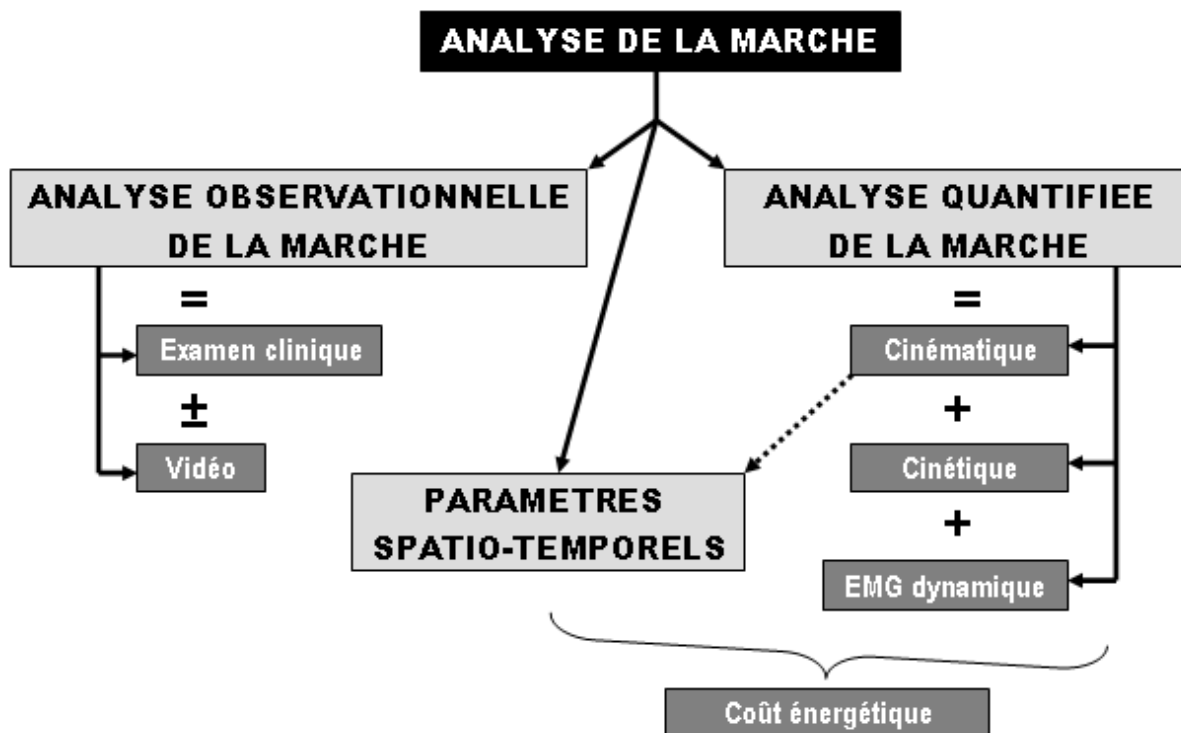 ANALYSE DE LA MARCHE
ANALYSE OBSERVATIONNELLE
DE LA MARCHE
=
Examen clinique
±
Vidéo
PARAMETRES
SPATIO-TEMPORELS
ANALYSE QUANTIFIEE
DE LA MARCHE
=
Cinématique
+
Cinétique
+
EMG dynamique
Coût énergétique